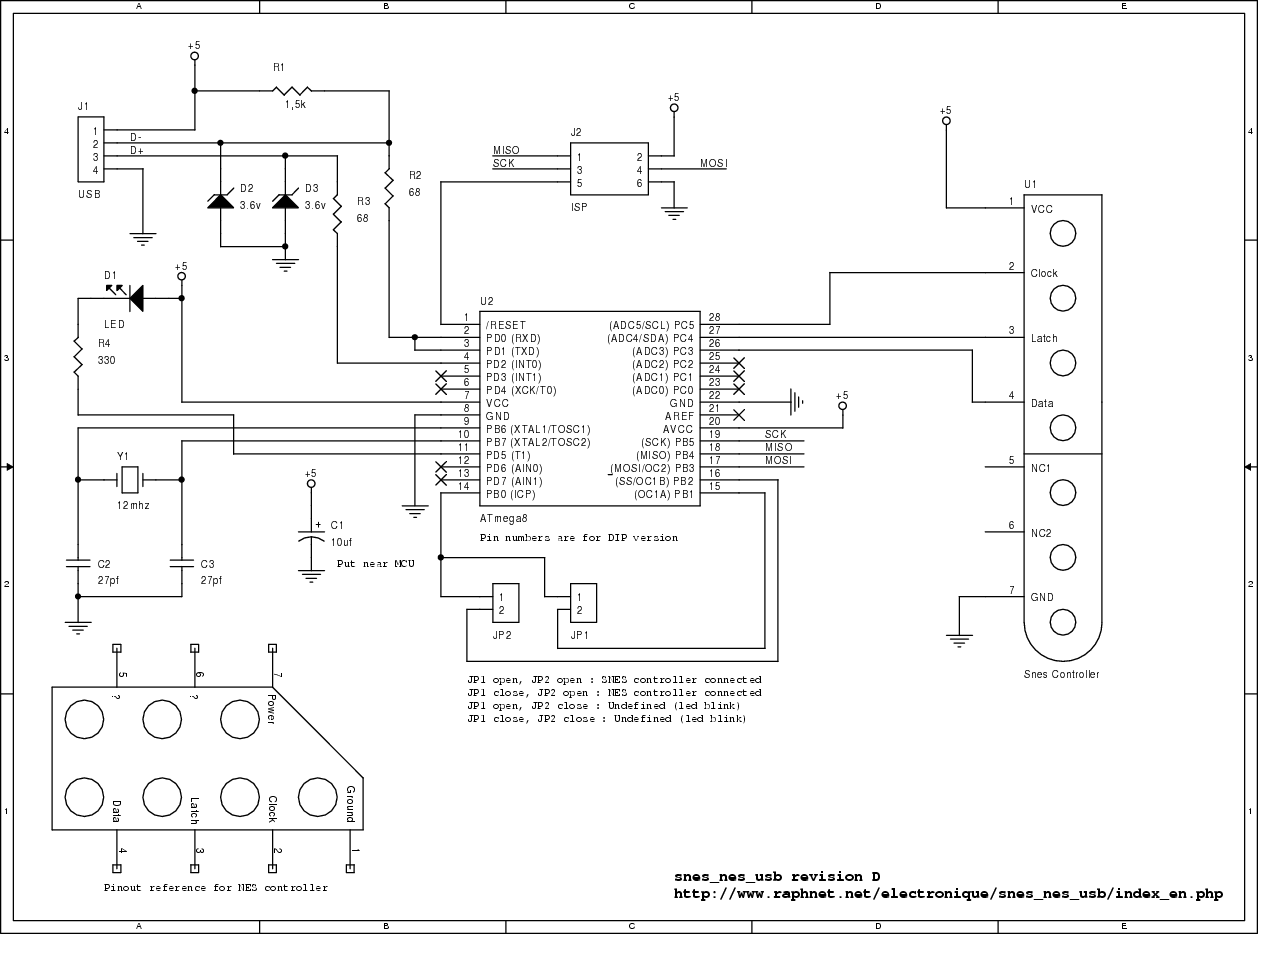 A B C D E
4 4
3 3
2 2
1 1
A B C D E
+5
R1
1,5k
J1
1
2
3
4
D-
D+
USB
D2
3.6v
D3
3.6v
R3
68
R2
68
J2
MISO
SCK
1 2
3 4
5 6
MOSI
ISP
+5
+5
U1
1 VCC
2 Clock
3 Latch
4 Data
5 NC1
6 NC2
7 GND
Snes Controller
D1
LED
+5
R4
330
U2
1 /RESET (ADC5/SCL) PC5 28
2 PD0 (RXD) (ADC4/SDA) PC4 27
3 PD1 (TXD) (ADC3) PC3 26
4 PD2 (INT0) (ADC2) PC2 25
5 PD3 (INT1) (ADC1) PC1 24
6 PD4 (XCK/T0) (ADC0) PC0 23
7 VCC GND 22
8 GND AREF 21
9 PB6 (XTAL1/TOSC1) AVCC 20
10 PB7 (XTAL2/TOSC2) (SCK) PB5 19 SCK
11 PD5 (T1) (MISO) PB4 18 MISO
12 PD6 (AIN0) (MOSI/OC2) PB3 17 MOSI
13 PD7 (AIN1) (SS/OC1B) PB2 16
14 PB0 (ICP) (OC1A) PB1 15
+5
ATmega8
Pin numbers are for DIP version
Y1
12mhz
+5
+ C1
10uf
Put near MCU
C2
27pf
C3
27pf
1
2
JP2
1
2
JP1
JP1 open, JP2 open : SNES controller connected
JP1 close, JP2 open : NES controller connected
JP1 open, JP2 close : Undefined (led blink)
JP1 close, JP2 close : Undefined (led blink)
5 6 7
? ? Power
Data Latch Clock Ground
4 3 2 1
Pinout reference for NES controller
snes_nes_usb revision D
http://www.raphnet.net/electronique/snes_nes_usb/index_en.php